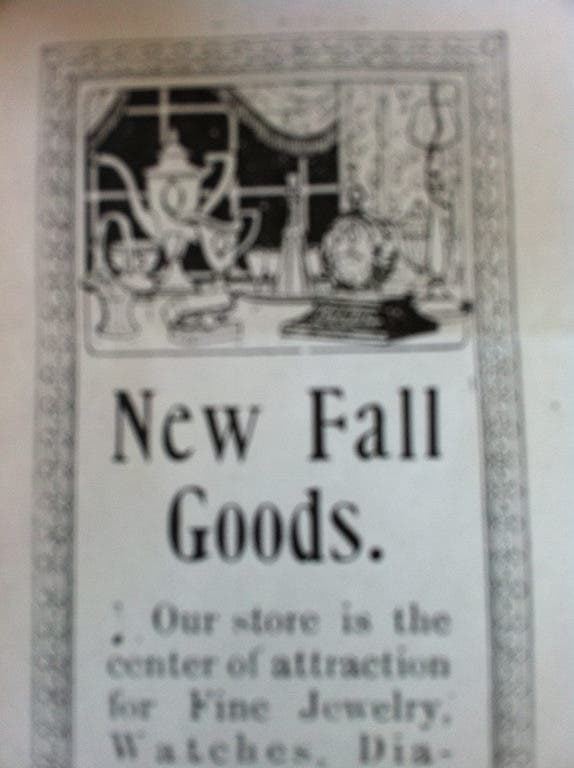 New Fall
Goods.
Our store is the
center of attraction
for Fine Jewelry,
Watches, Dia-